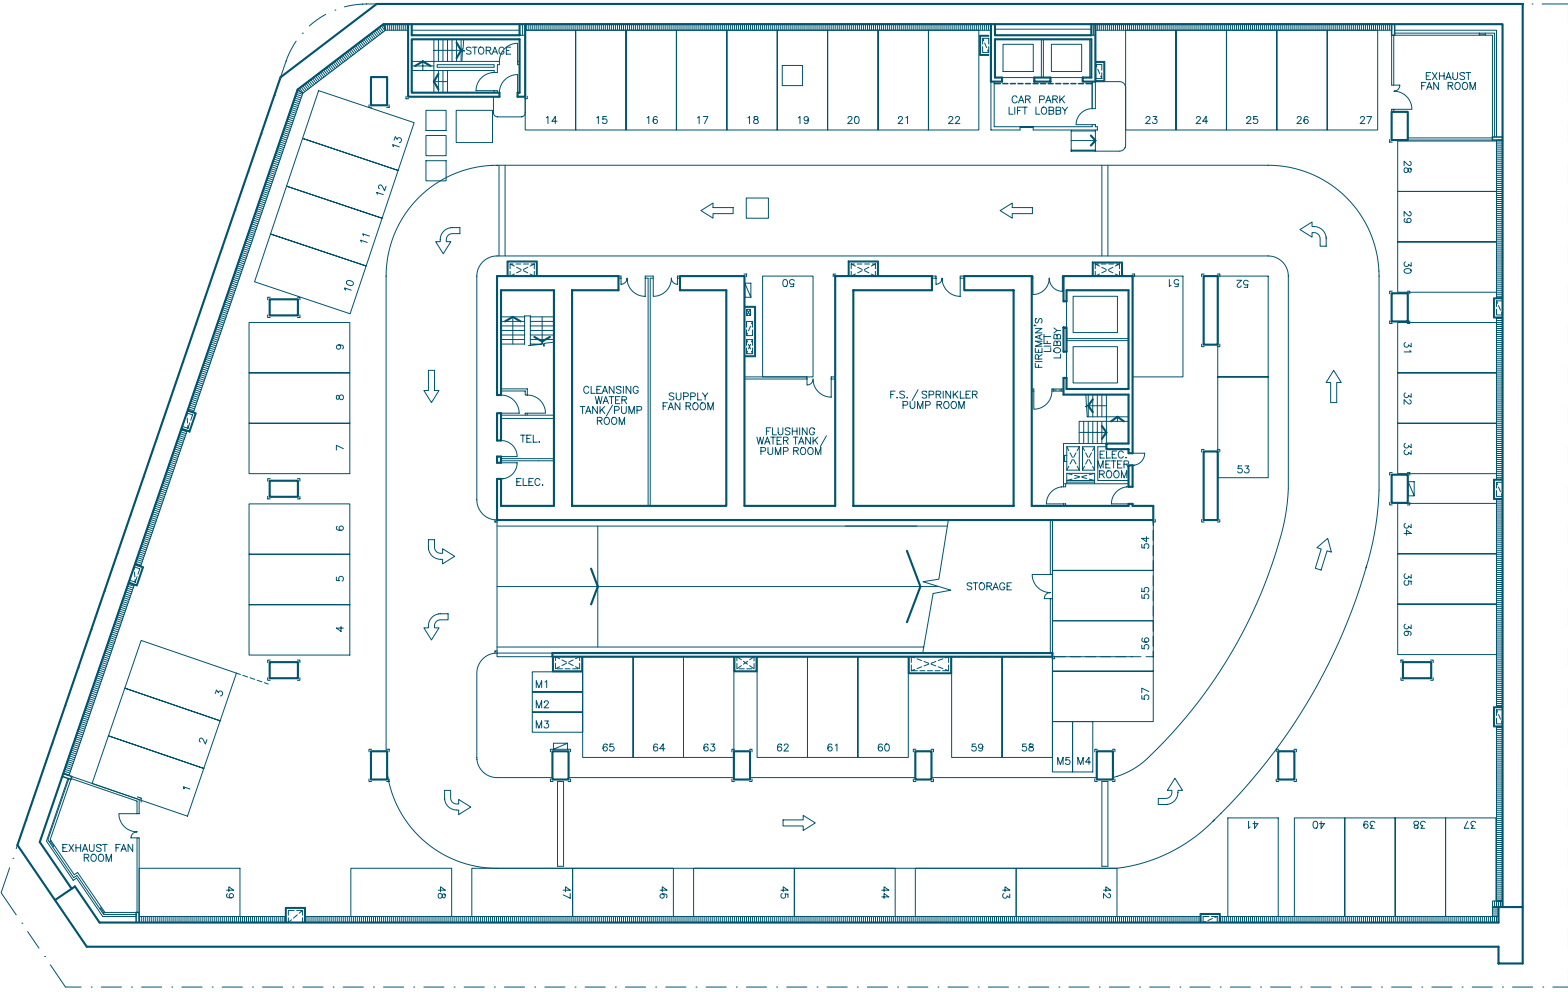 STORAGE
14
15
16
17
18
19
20
21
22
CAR PARK
LIFT LOBBY
23
24
25
26
27
EXHAUST
FAN ROOM
13
12
11
10
28
29
30
50
51
52
9
8
7
CLEANSING
WATER
TANK/PUMP
ROOM
SUPPLY
FAN ROOM
FLUSHING
WATER TANK/
PUMP ROOM
F.S. / SPRINKLER
PUMP ROOM
FIREMAN'S
LIFT
LOBBY
31
32
33
TEL.
ELEC.
ELEC.
METER
ROOM
53
6
5
4
STORAGE
54
55
56
57
34
35
36
3
2
1
M1
M2
M3
65
64
63
62
61
60
59
58
M5
M4
EXHAUST FAN
ROOM
41
40
39
38
37
49
48
47
46
45
44
43
42